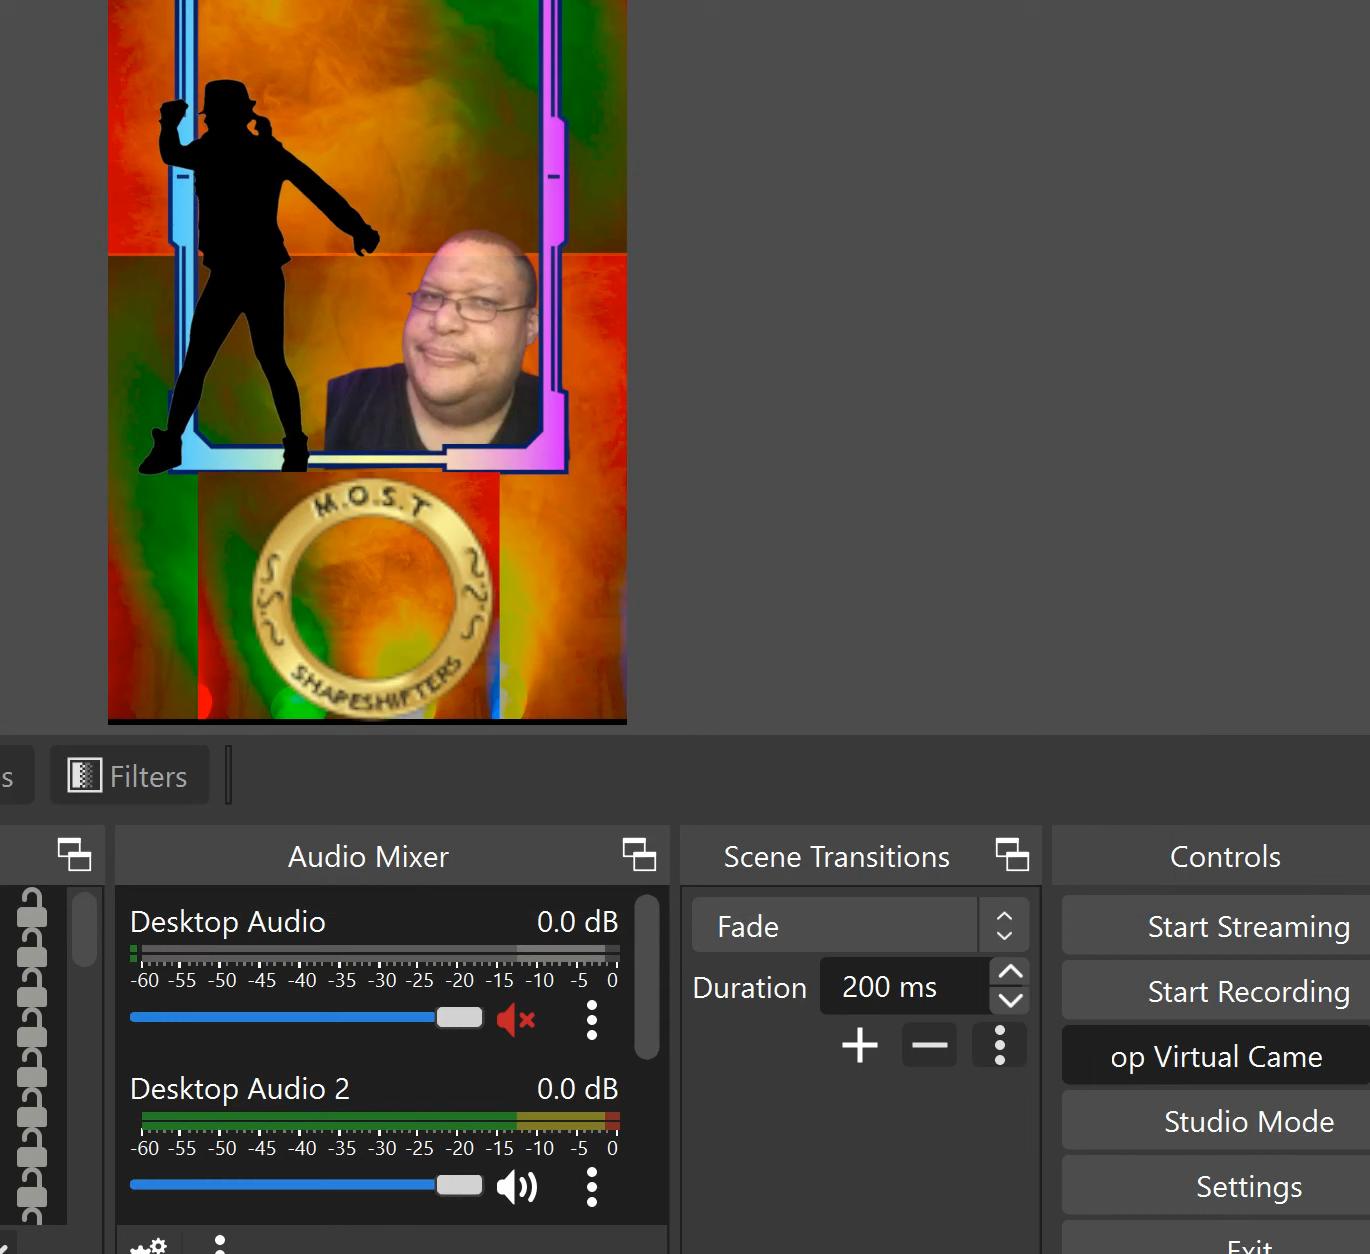 M.O.S.T
S.S.
S.S.
SHAPESHIFTERS
s
Filters
Audio Mixer
Scene Transitions
Controls
Desktop Audio
0.0 dB
-60 -55 -50 -45 -40 -35 -30 -25 -20 -15 -10 -5 0
Desktop Audio 2
0.0 dB
-60 -55 -50 -45 -40 -35 -30 -25 -20 -15 -10 -5 0
Fade
Duration
200 ms
Start Streaming
Start Recording
op Virtual Came
Studio Mode
Settings
Exit